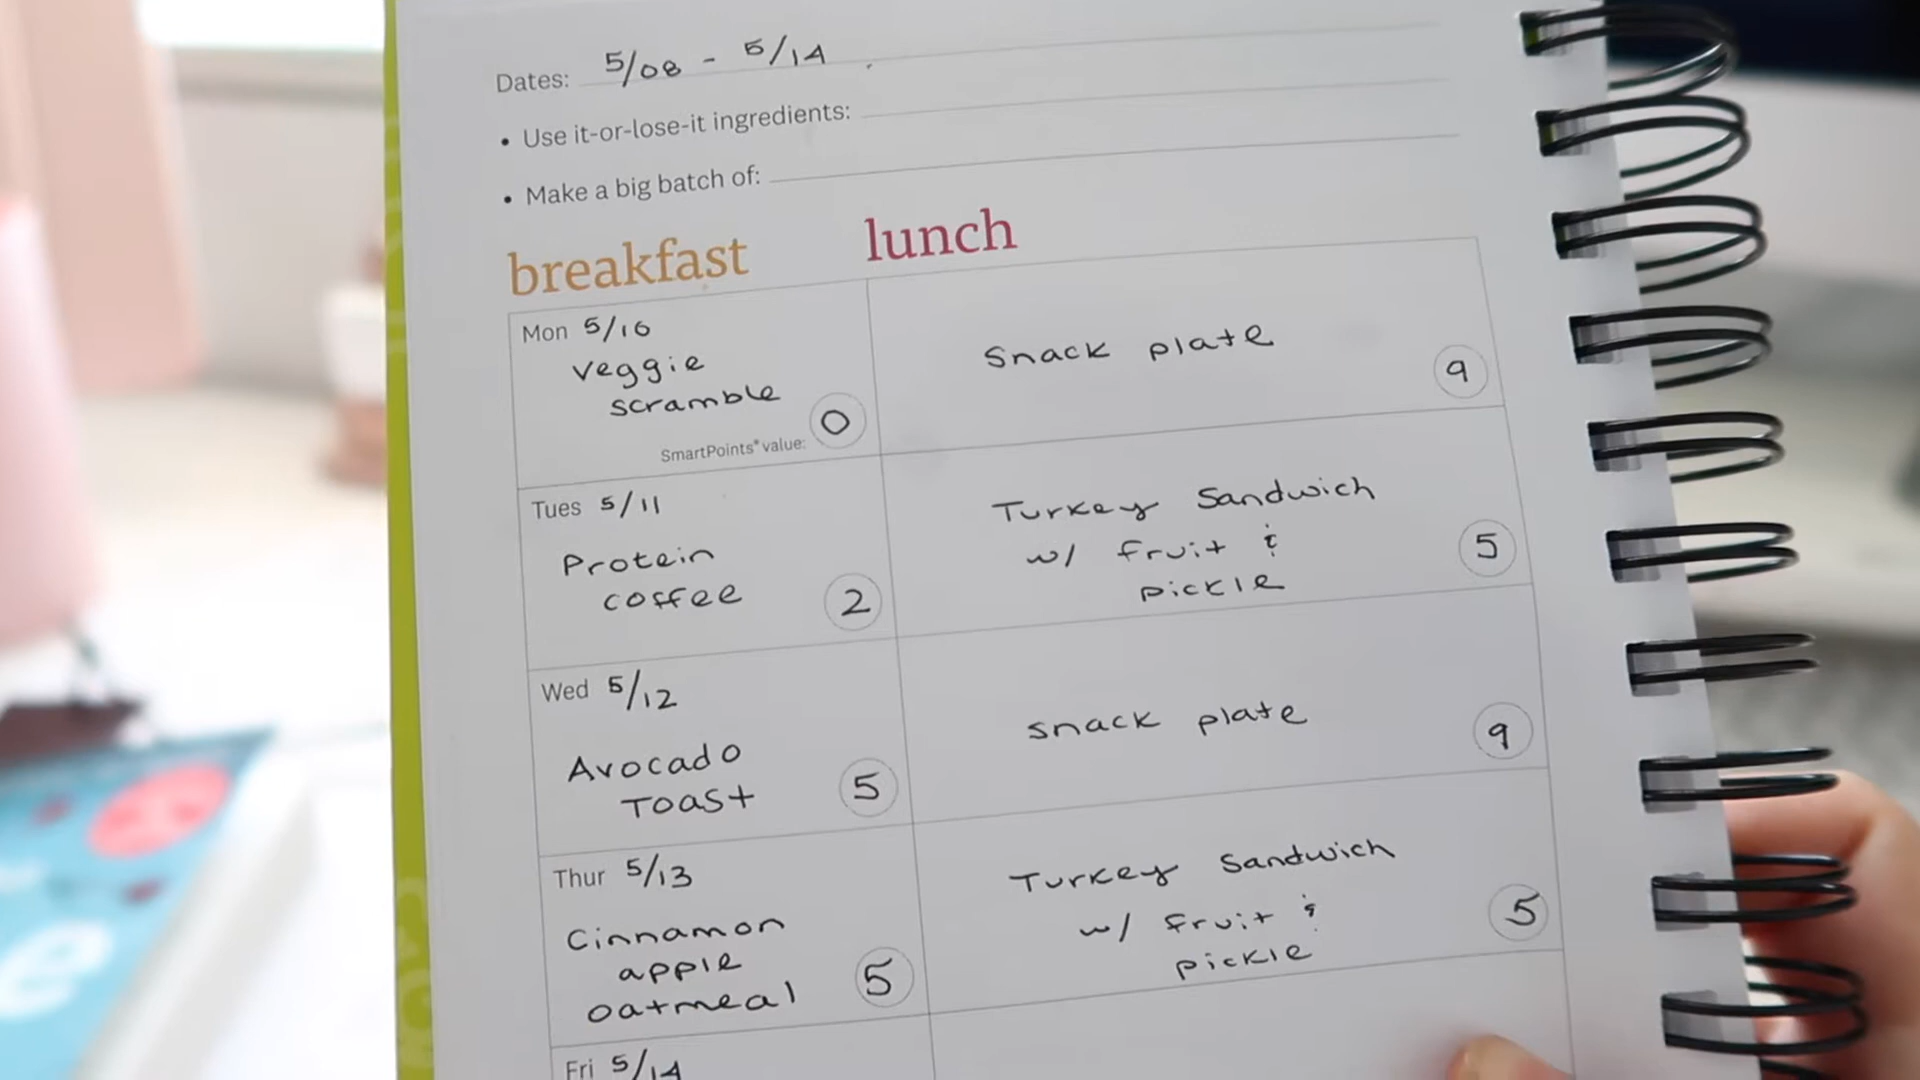 Dates: 5/08 - 5/14
• Use it-or-lose-it ingredients:
• Make a big batch of:
breakfast lunch
Mon 5/10
veggie
scramble
SmartPoints® value: 0
Snack plate
9
Tues 5/11
Protein
coffee 2
Turkey Sandwich
w/ fruit &
pickle
5
Wed 5/12
Avocado
Toast 5
snack plate
9
Thur 5/13
Cinnamon
apple
oatmeal 5
Turkey Sandwich
w/ fruit &
pickle
5
Fri 5/14
e